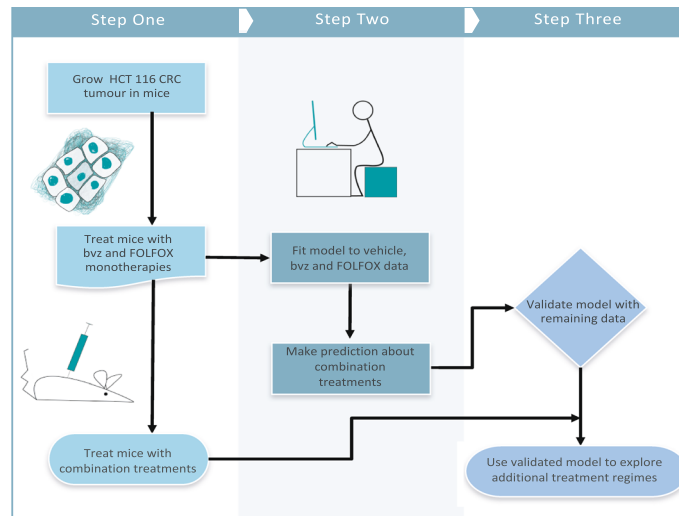 Step One
Step Two
Step Three
Grow HCT 116 CRC
tumour in mice
Treat mice with
bvz and FOLFOX
monotherapies
Fit model to vehicle,
bvz and FOLFOX data
Validate model with
remaining data
Make prediction about
combination
treatments
Treat mice with
combination treatments
Use validated model to explore
additional treatment regimes